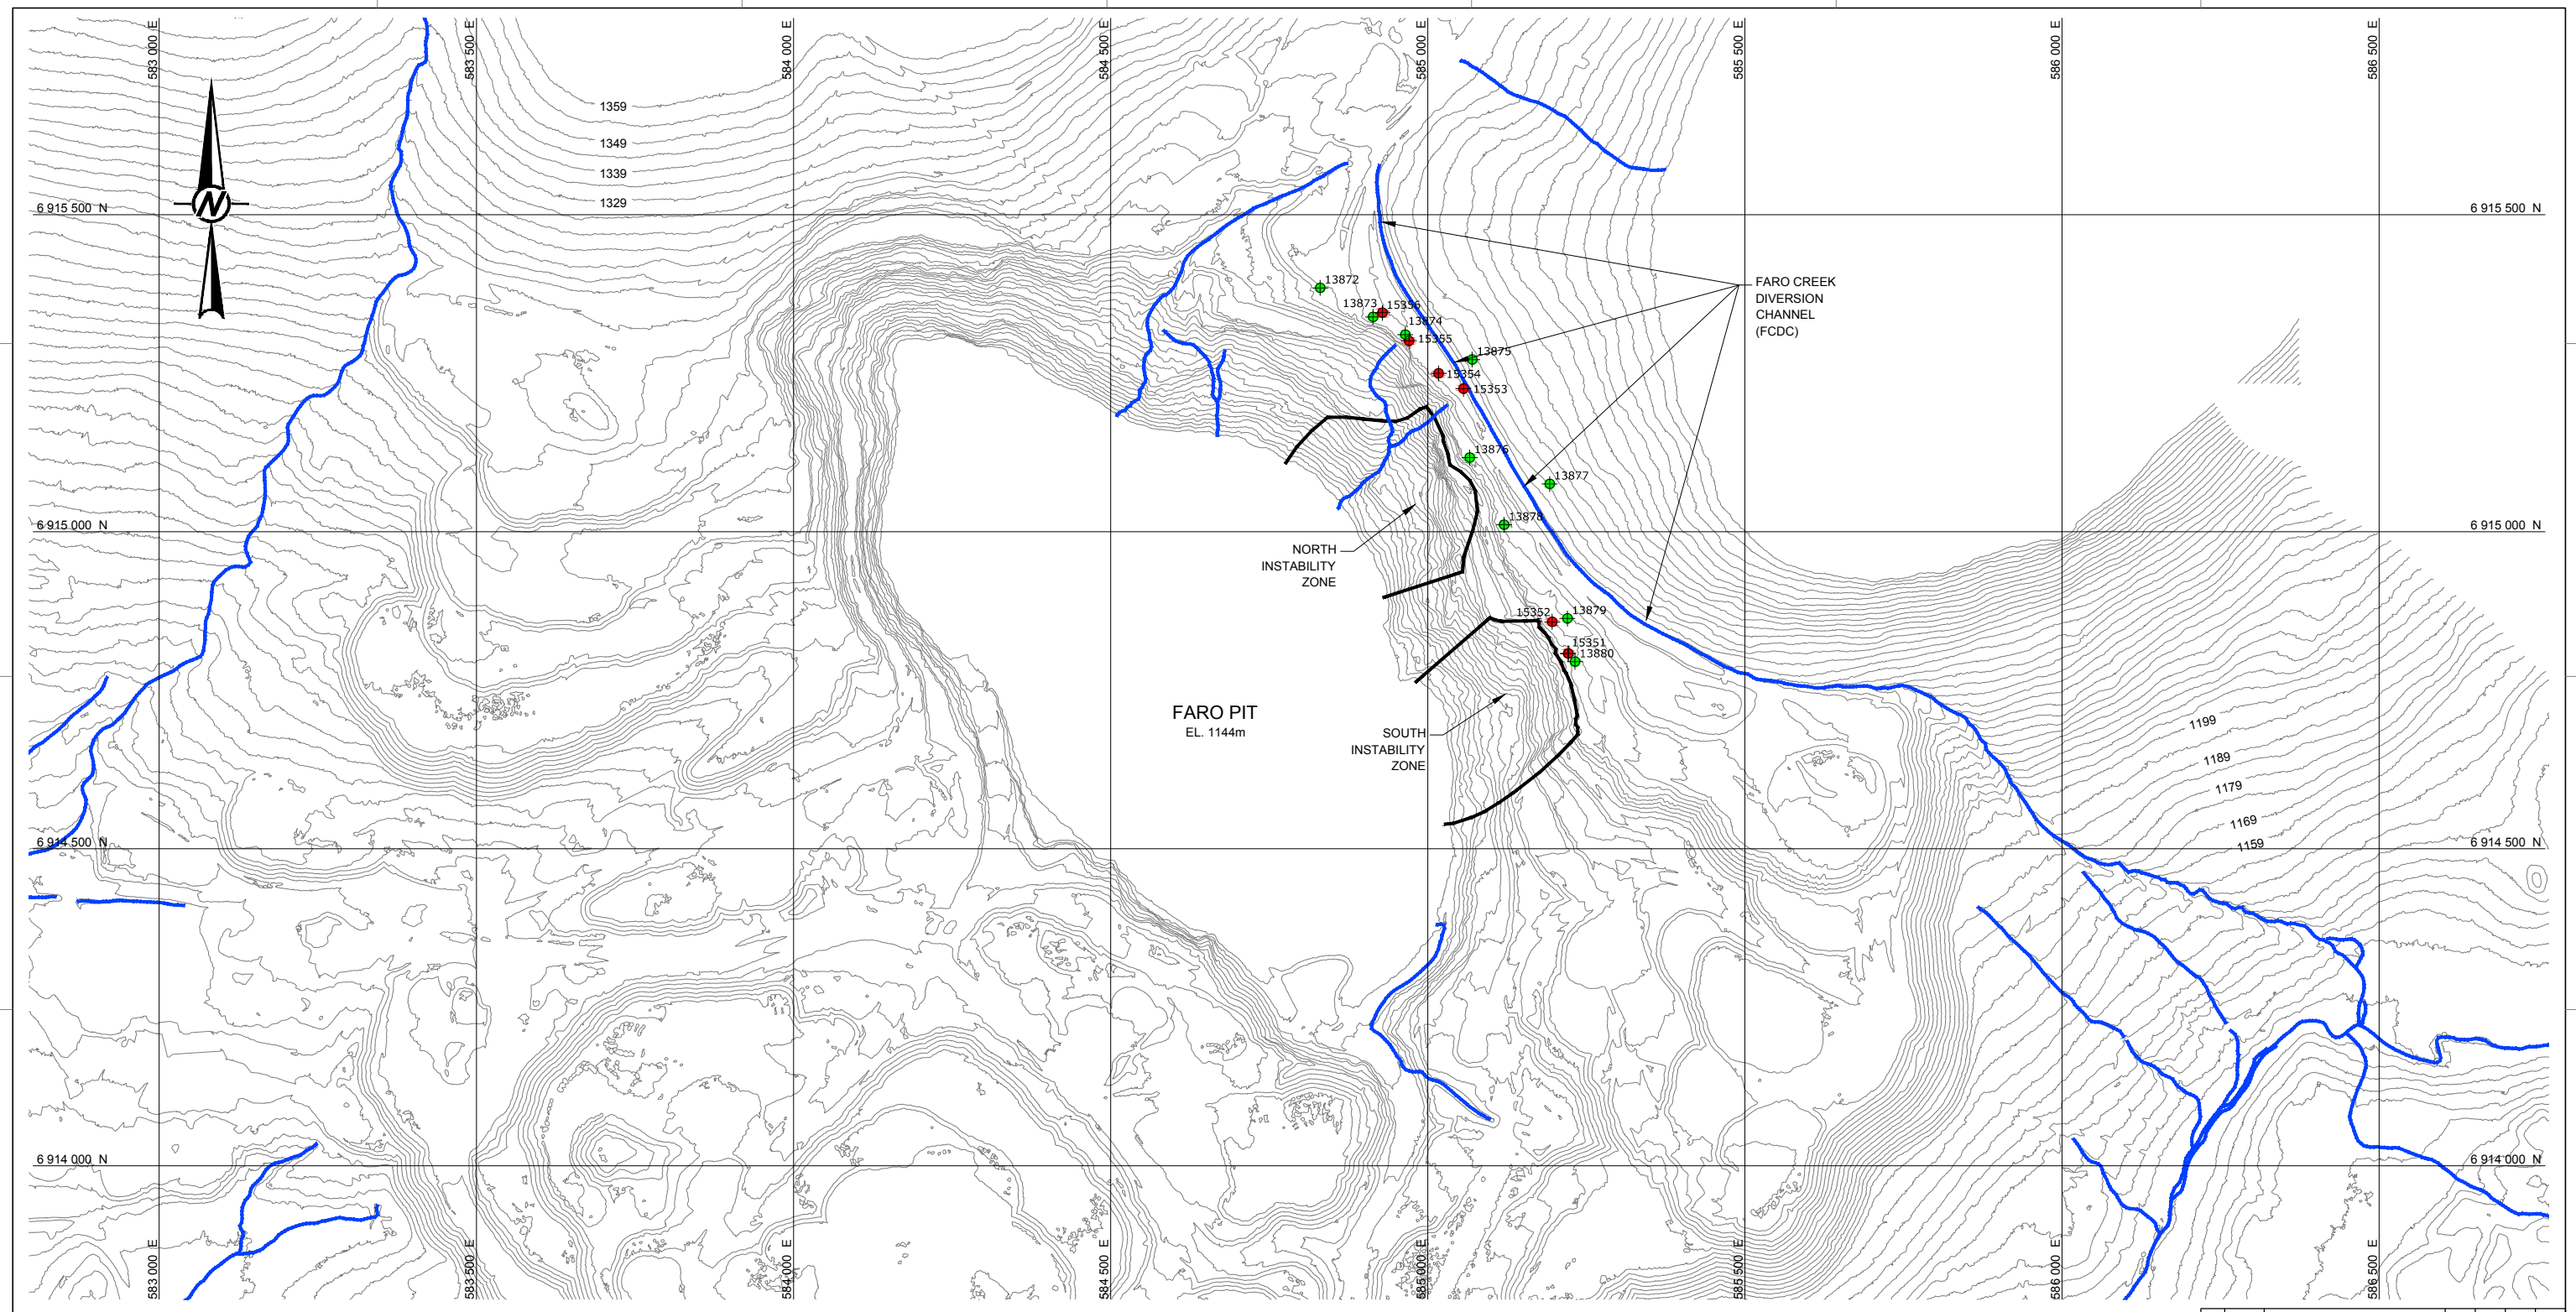 583 000 E
583 500 E
584 000 E
584 500 E
585 000 E
585 500 E
586 000 E
586 500 E
1359
1349
1339
1329
N
6 915 500 N
6 915 500 N
13872
13873
15356
13874
15355
13875
15354
15353
FARO CREEK
DIVERSION
CHANNEL
(FCDC)
13876
13877
13878
6 915 000 N
6 915 000 N
NORTH
INSTABILITY
ZONE
15352
13879
15351
13880
FARO PIT
EL. 1144m
SOUTH
INSTABILITY
ZONE
1199
1189
1179
1169
1159
6 914 500 N
6 914 500 N
6 914 000 N
6 914 000 N
583 000 E
583 500 E
584 000 E
584 500 E
585 000 E
585 500 E
586 000 E
586 500 E